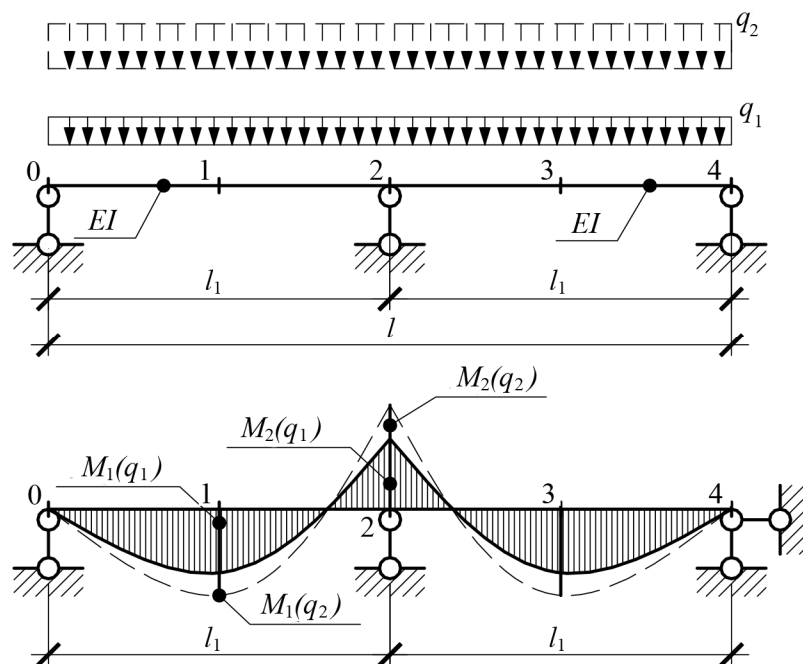 q2
q1
0 1 2 3 4
EI EI
l1 l1
l
M2(q2)
M2(q1)
M1(q1)
0 1 2 3 4
M1(q2)
l1 l1